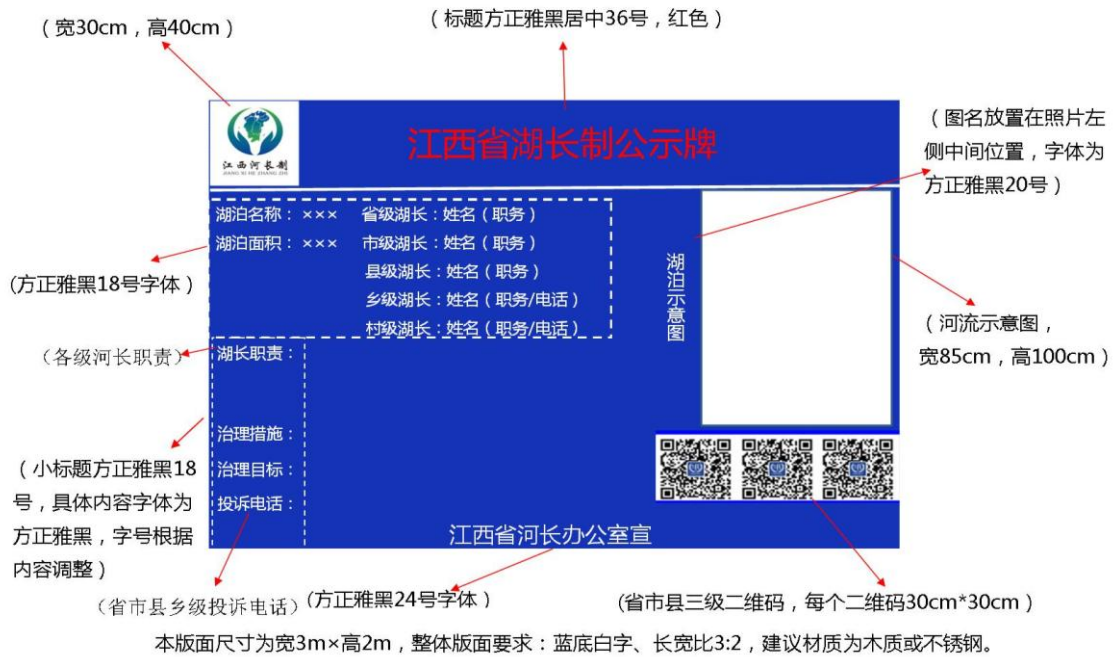 （宽30cm，高40cm）
（标题方正雅黑居中36号，红色）
江西河长制
JIANG XI HE ZHANG ZHI
江西省湖长制公示牌
（图名放置在照片左
侧中间位置，字体为
方正雅黑20号）
湖泊名称：×××
省级湖长：姓名（职务）
湖泊面积：×××
市级湖长：姓名（职务）
县级湖长：姓名（职务）
乡级湖长：姓名（职务/电话）
村级湖长：姓名（职务/电话）
(方正雅黑18号字体）
湖泊示意图
（河流示意图，
宽85cm，高100cm）
（各级河长职责）
湖长职责：
治理措施：
治理目标：
投诉电话：
（小标题方正雅黑18
号，具体内容字体为
方正雅黑，字号根据
内容调整）
江西省河长办公室宣
（省市县乡级投诉电话）
(方正雅黑24号字体）
(省市县三级二维码，每个二维码30cm*30cm）
本版面尺寸为宽3m×高2m，整体版面要求：蓝底白字、长宽比3:2，建议材质为木质或不锈钢。